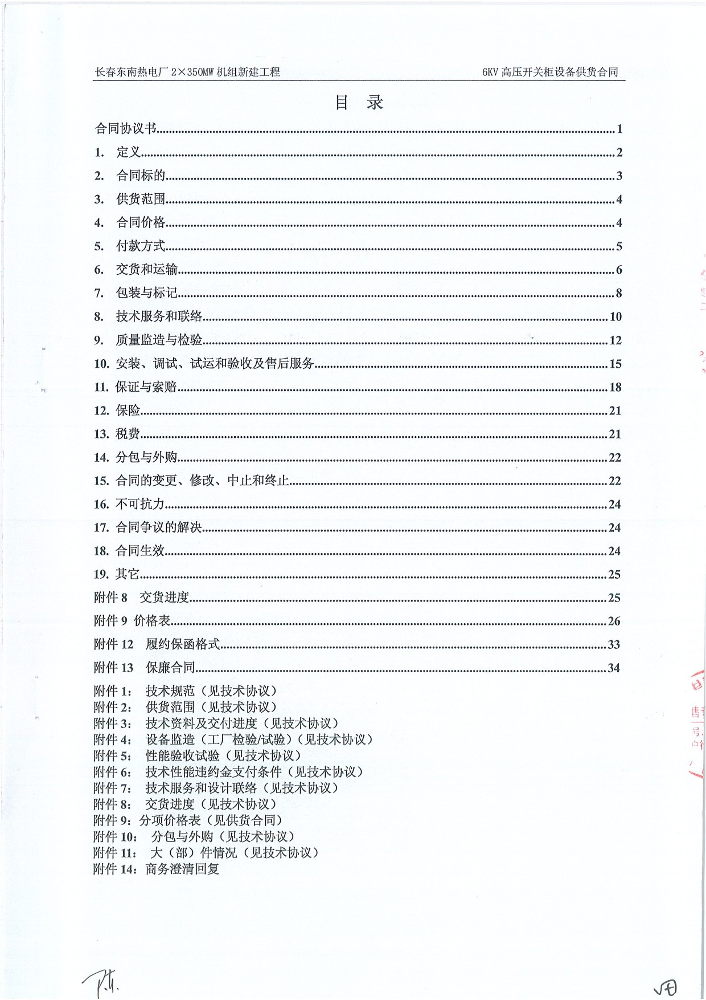 长春东南热电厂 2×350MW 机组新建工程 6KV 高压开关柜设备供货合同
目 录
合同协议书........................1
1. 定义........................2
2. 合同标的........................3
3. 供货范围........................4
4. 合同价格........................4
5. 付款方式........................5
6. 交货和运输........................6
7. 包装与标记........................8
8. 技术服务和联络........................10
9. 质量监造与检验........................12
10. 安装、调试、试运和验收及售后服务........................15
11. 保证与索赔........................18
12. 保险........................21
13. 税费........................21
14. 分包与外购........................22
15. 合同的变更、修改、中止和终止........................22
16. 不可抗力........................24
17. 合同争议的解决........................24
18. 合同生效........................24
19. 其它........................25
附件 8 交货进度........................25
附件 9 价格表........................26
附件 12 履约保函格式........................33
附件 13 保廉合同........................34
附件 1： 技术规范（见技术协议）
附件 2： 供货范围（见技术协议）
附件 3： 技术资料及交付进度（见技术协议）
附件 4： 设备监造（工厂检验/试验）（见技术协议）
附件 5： 性能验收试验（见技术协议）
附件 6： 技术性能违约金支付条件（见技术协议）
附件 7： 技术服务和设计联络（见技术协议）
附件 8： 交货进度（见技术协议）
附件 9：分项价格表（见供货合同）
附件 10： 分包与外购（见技术协议）
附件 11： 大（部）件情况（见技术协议）
附件 14：商务澄清回复